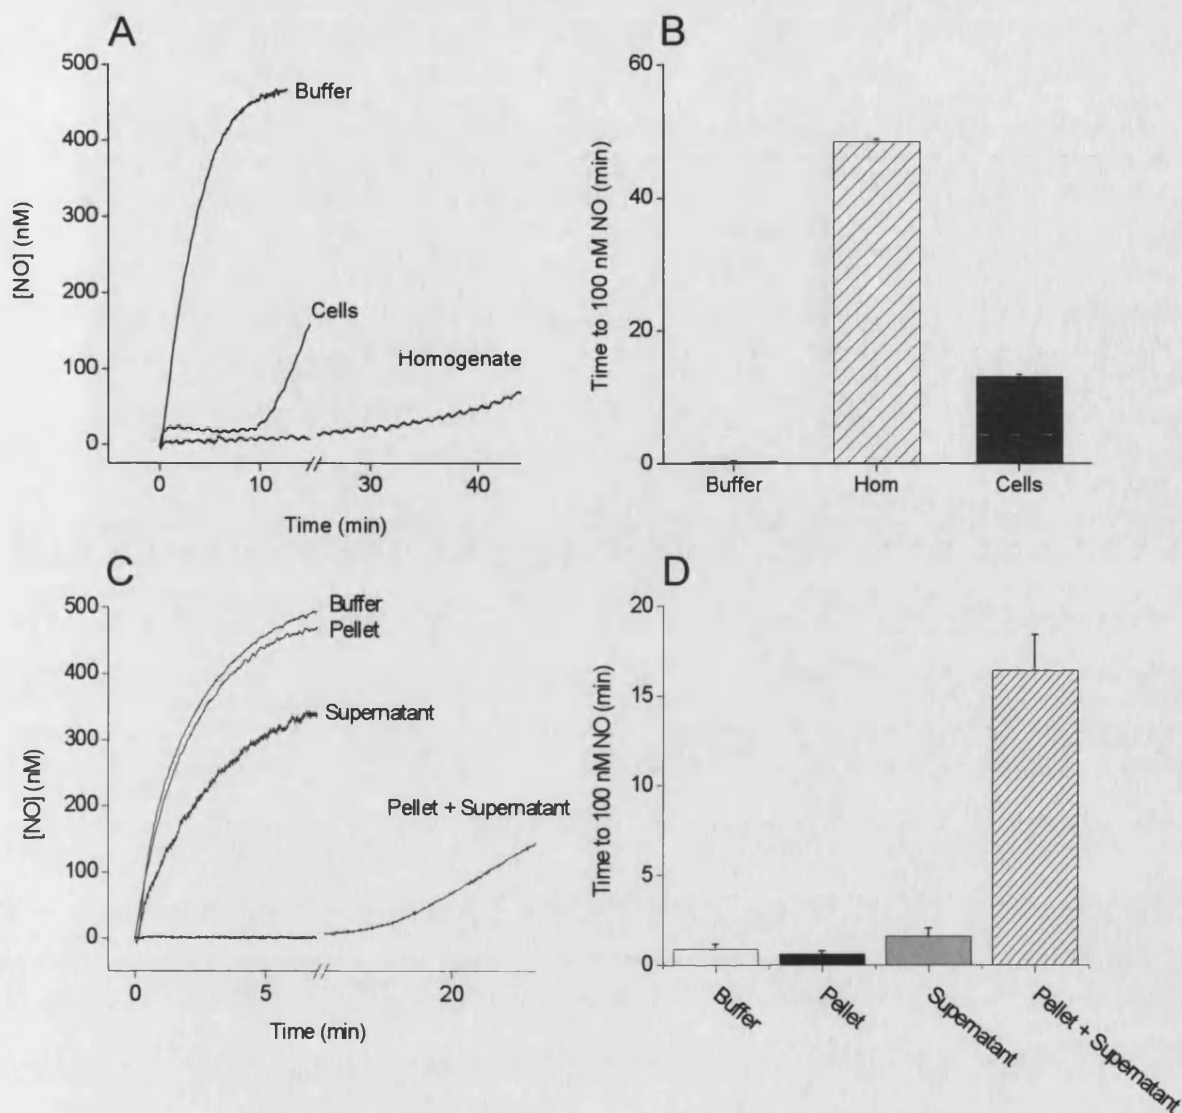 A
[NO] (nM)
500
400
300
200
100
0
Buffer
Cells
Homogenate
0 10 30 40
Time (min)
B
Time to 100 nM NO (min)
60
40
20
0
Buffer Hom Cells
C
[NO] (nM)
500
400
300
200
100
0
Buffer
Pellet
Supernatant
Pellet + Supernatant
0 5 20
Time (min)
D
Time to 100 nM NO (min)
20
15
10
5
0
Buffer
Pellet
Supernatant
Pellet + Supernatant